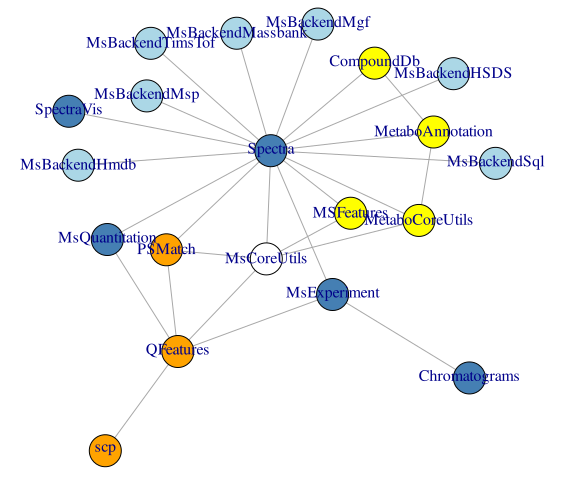 MsBackendMgf
MsBackendMassbank
MsBackendTimsTof
CompoundDb
MsBackendHSDS
MsBackendMsp
SpectraVis
MetaboAnnotation
Spectra
MsBackendHmdb
MsBackendSql
MSFeatures
MetaboCoreUtils
MsQuantitation
PSMatch
MsCoreUtils
MsExperiment
QFeatures
Chromatograms
scp